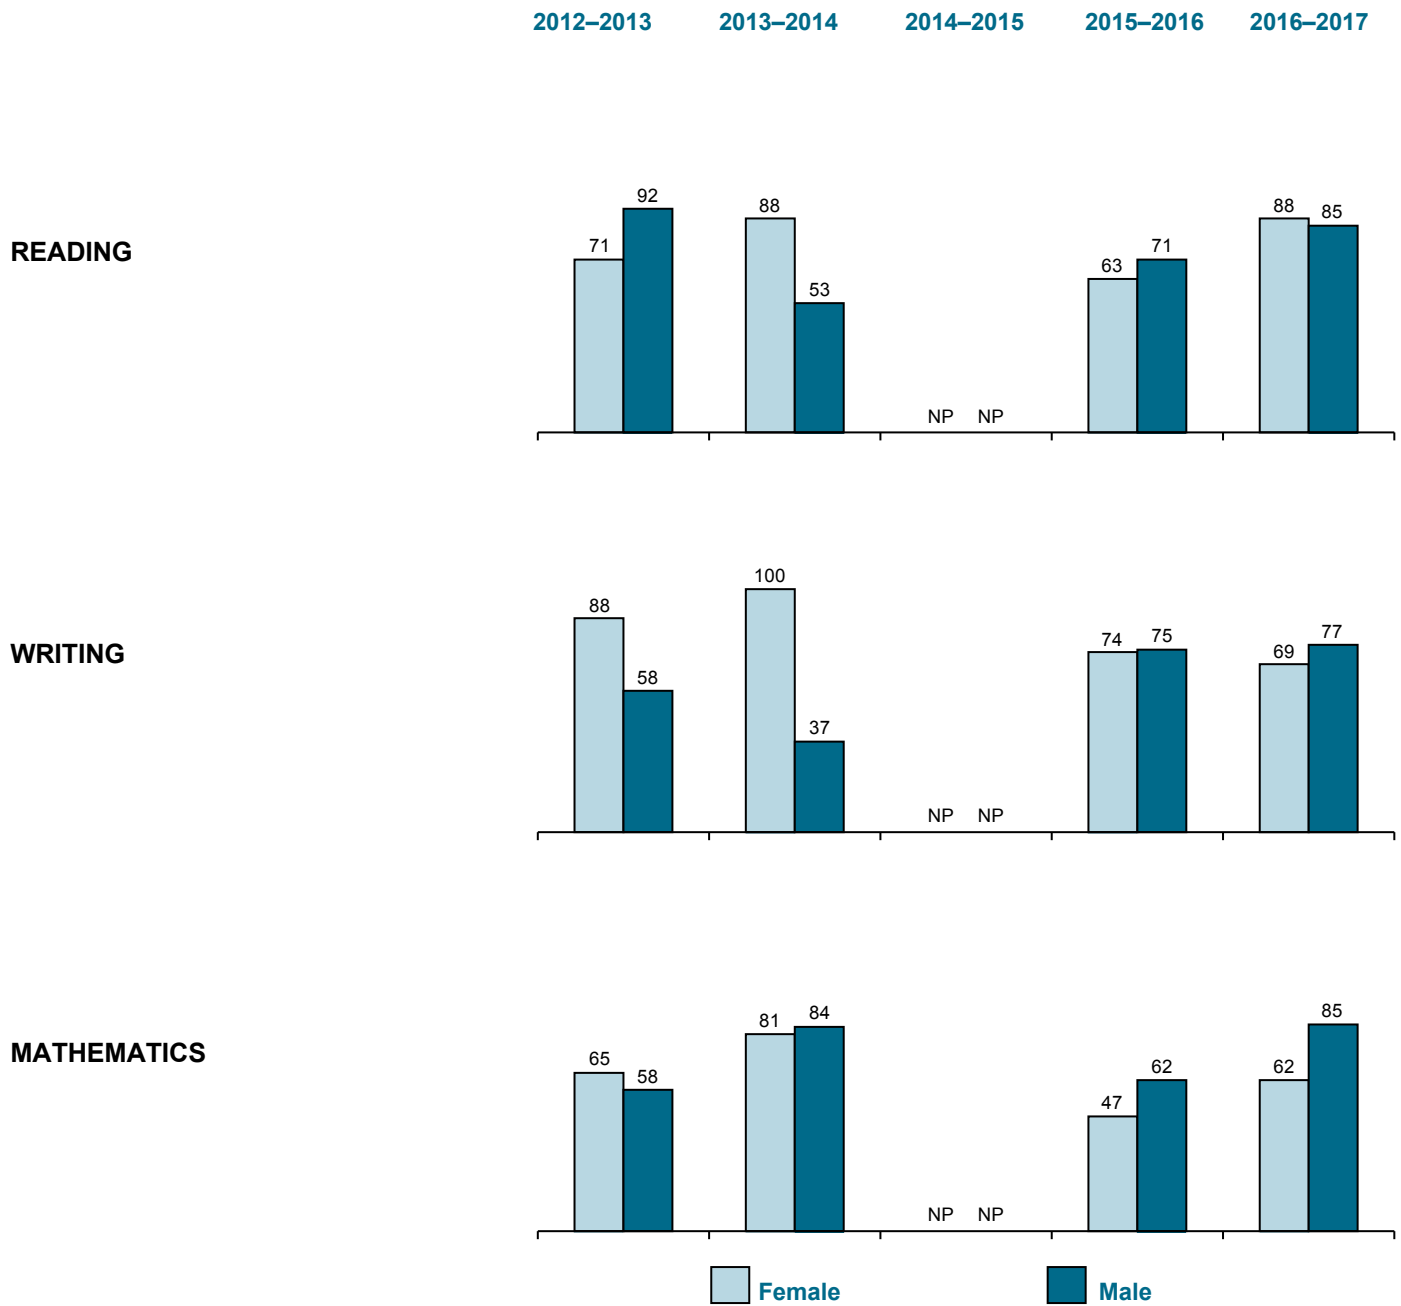 2012–2013 2013–2014 2014–2015 2015–2016 2016–2017
READING
71 92 88 53 NP NP 63 71 88 85
WRITING
88 58 100 37 NP NP 74 75 69 77
MATHEMATICS
65 58 81 84 NP NP 47 62 62 85
Female Male